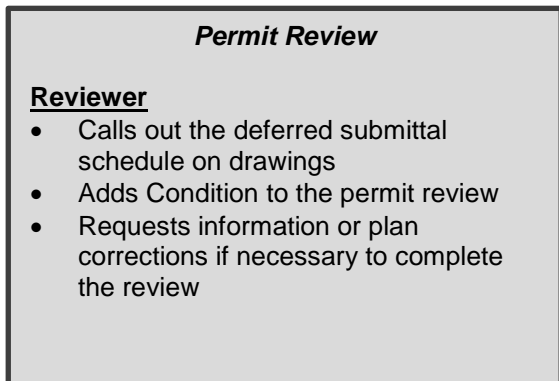 Permit Review
Reviewer
• Calls out the deferred submittal
schedule on drawings
• Adds Condition to the permit review
• Requests information or plan
corrections if necessary to complete
the review